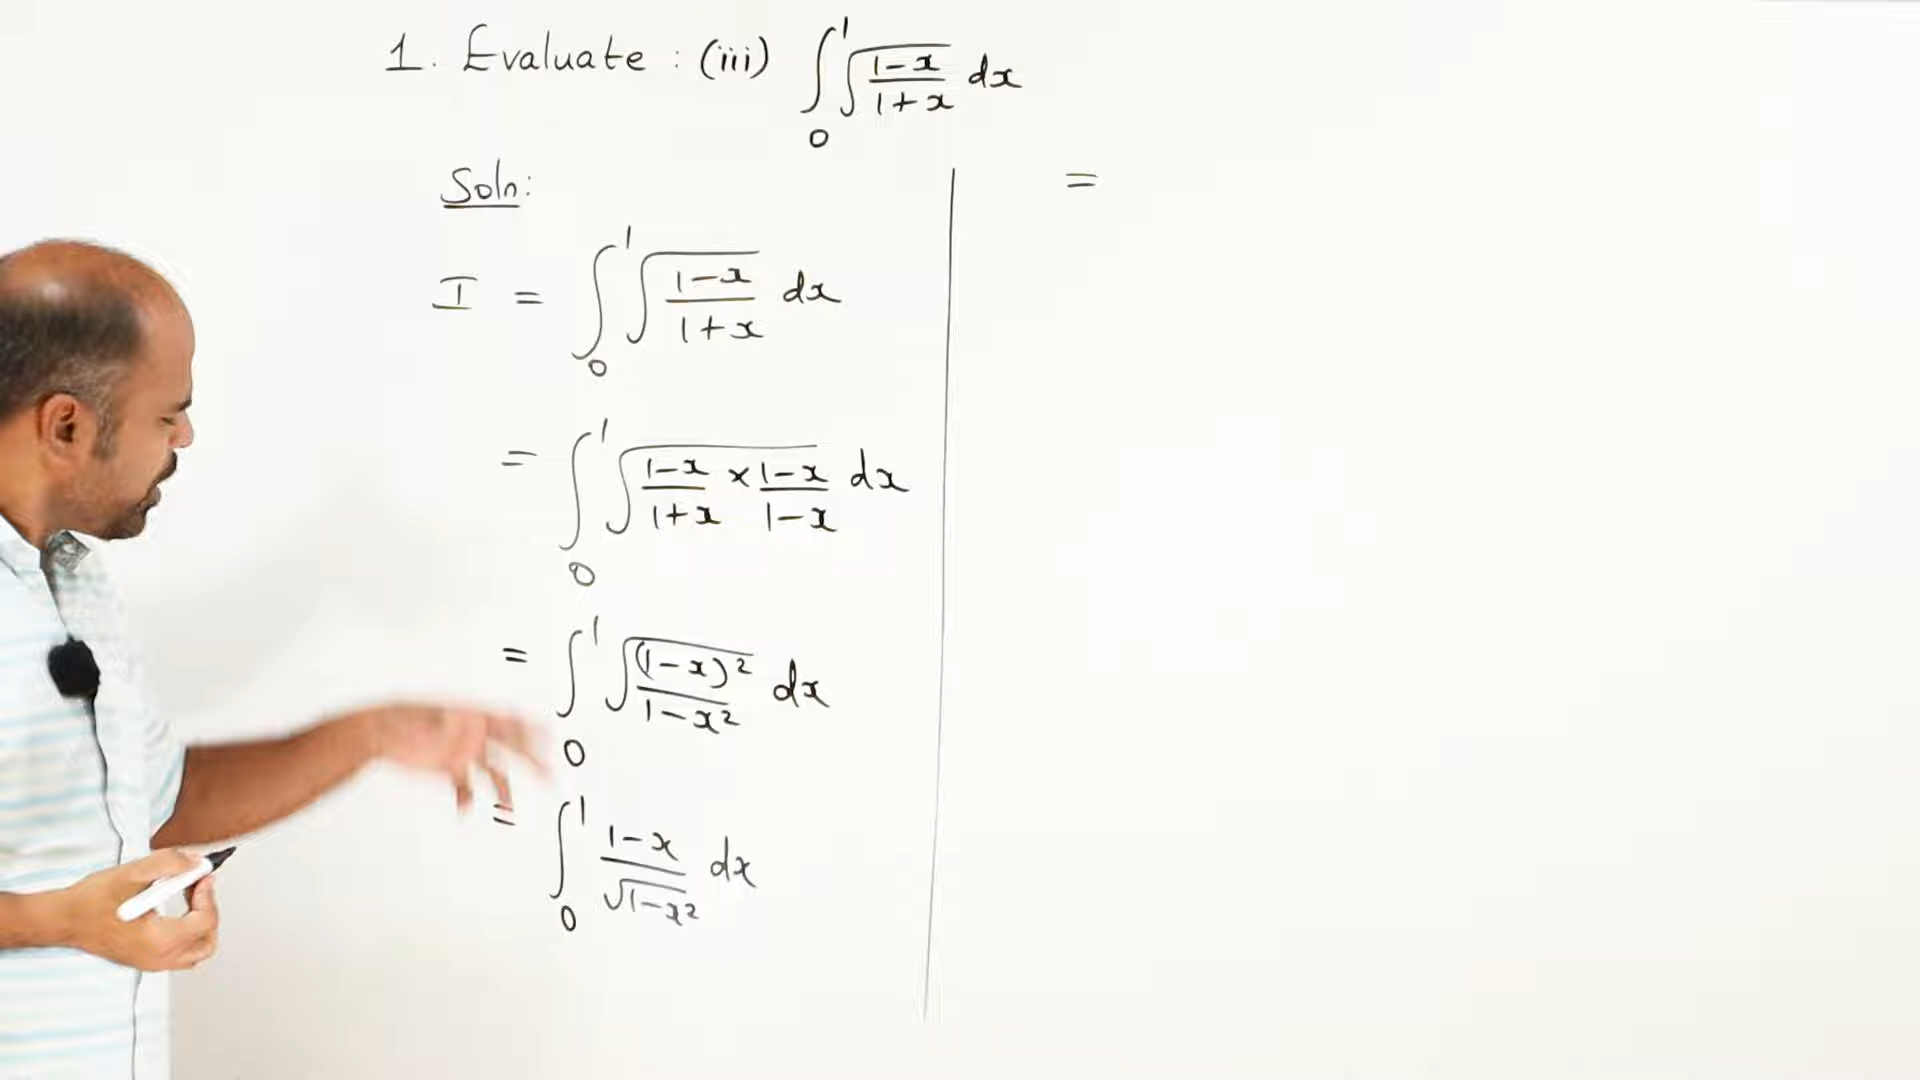 1. Evaluate : (iii) ∫₀¹ √((1-x)/(1+x)) dx
Soln:
I = ∫₀¹ √((1-x)/(1+x)) dx
= ∫₀¹ √((1-x)/(1+x) × (1-x)/(1-x)) dx
= ∫₀¹ √((1-x)²/(1-x²)) dx
= ∫₀¹ (1-x)/√(1-x²) dx
=